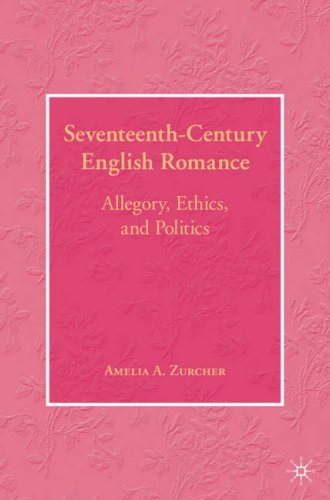 Seventeenth-Century
English Romance
Allegory, Ethics,
and Politics
Amelia A. Zurcher